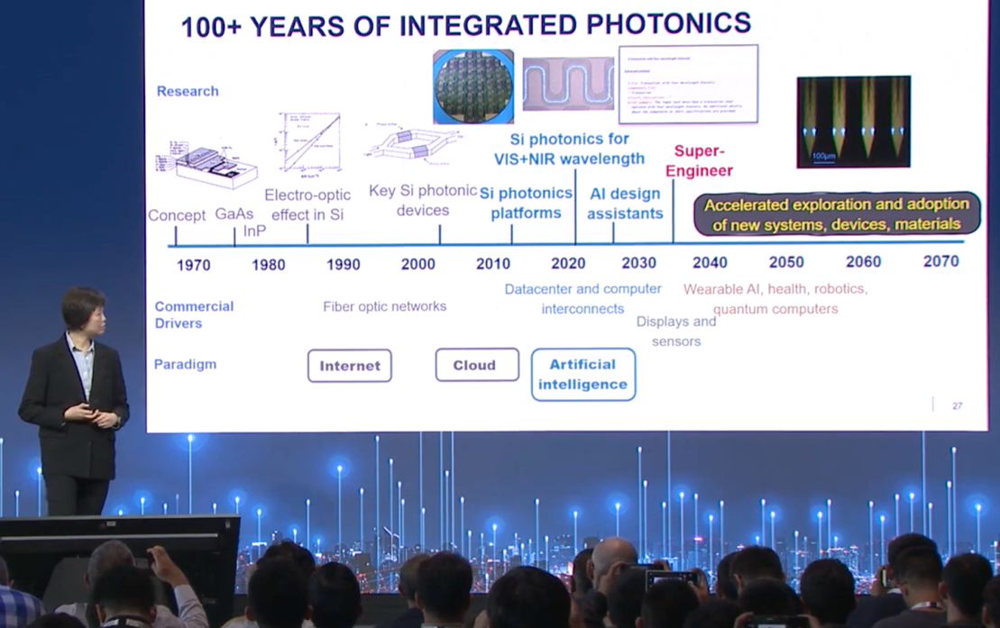 100+ YEARS OF INTEGRATED PHOTONICS
Research
Si photonics for
VIS+NIR wavelength
Super-
Engineer
100µm
Concept
GaAs
InP
Electro-optic
effect in Si
Key Si photonic
devices
Si photonics
platforms
AI design
assistants
Accelerated exploration and adoption
of new systems, devices, materials
1970 1980 1990 2000 2010 2020 2030 2040 2050 2060 2070
Commercial
Drivers
Fiber optic networks
Datacenter and computer
interconnects
Displays and
sensors
Wearable AI, health, robotics,
quantum computers
Paradigm
Internet
Cloud
Artificial
intelligence
27